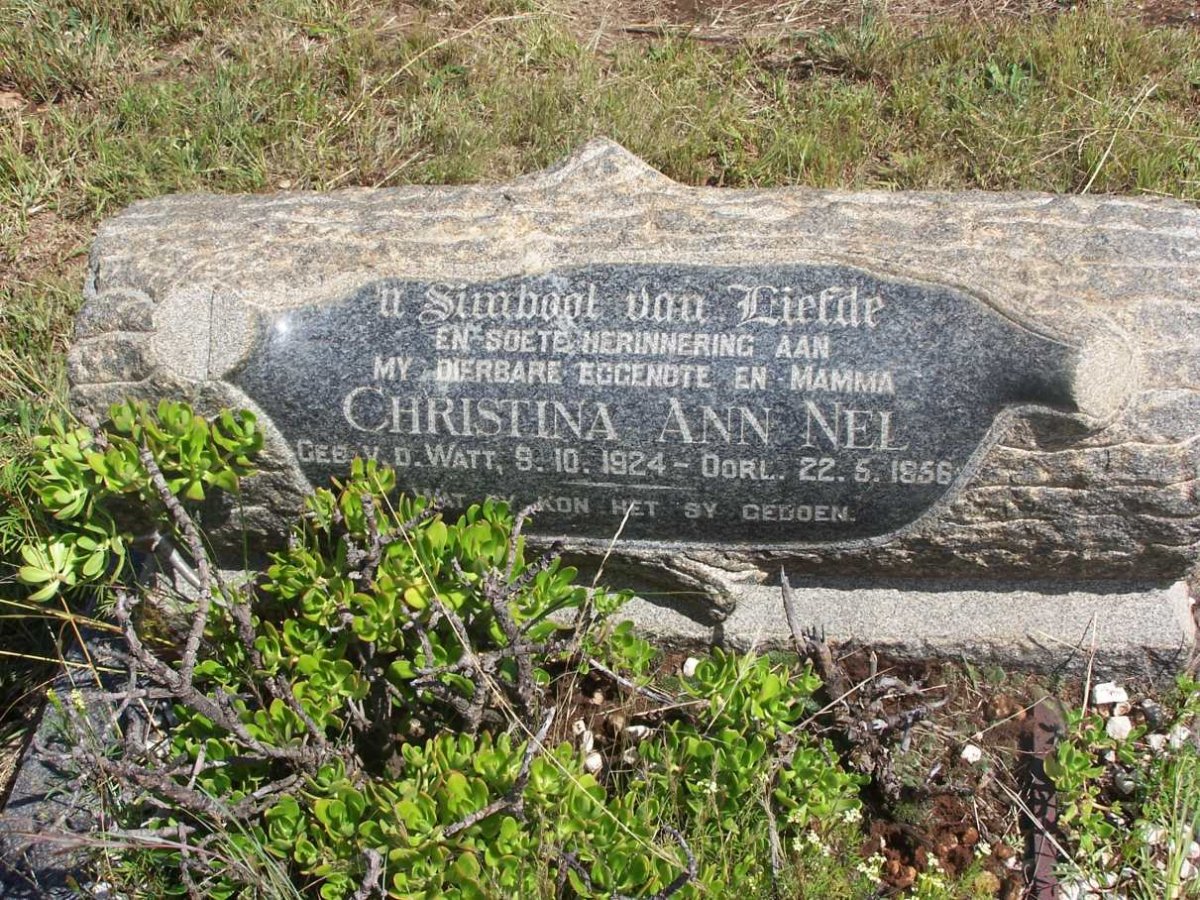 'n Simbool van Liefde
EN SOETE HERINNERING AAN
MY DIERBARE EGGENOTE EN MAMMA
CHRISTINA ANN NEL
GEB. V. D. WATT, 9. 10. 1924 - OORL. 22. 5. 1956
WAT SY KON HET SY GEDOEN.